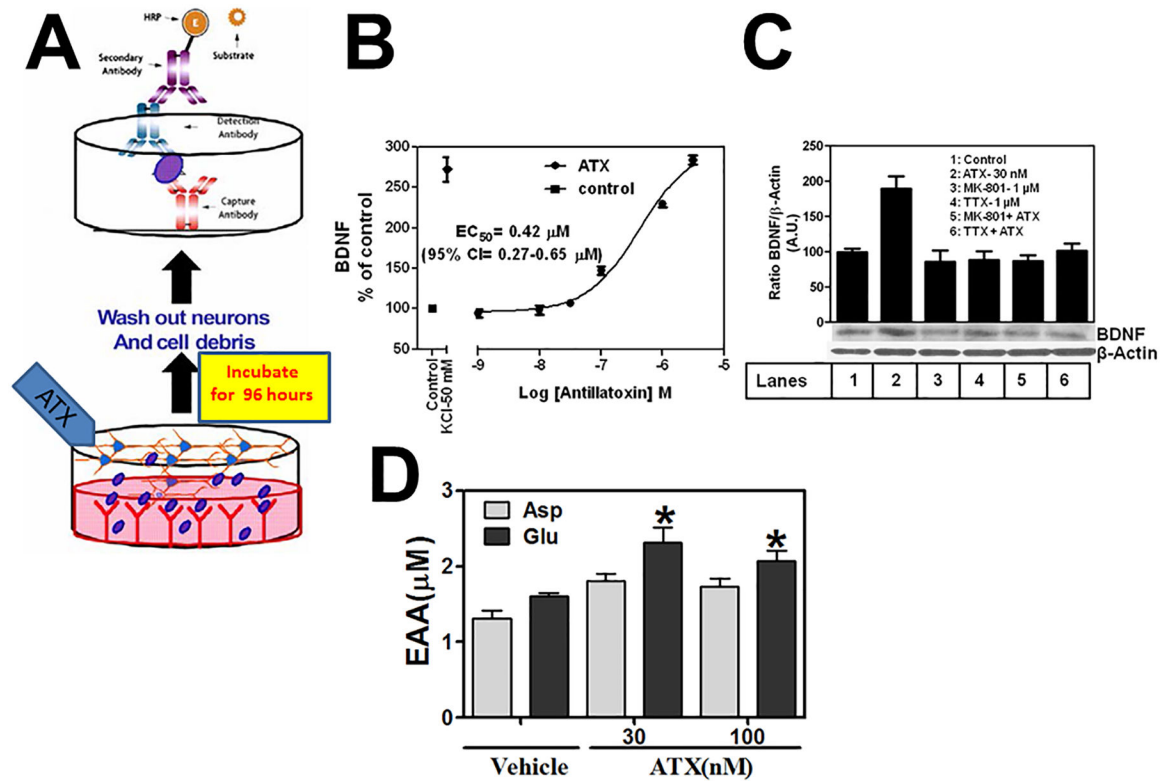 A
HRP
E
Substrate
Secondary
Antibody
Detection
Antibody
Capture
Antibody
Wash out neurons
And cell debris
Incubate
for 96 hours
ATX
B
300
250
200
150
100
50
BDNF
% of control
ATX
control
EC50= 0.42 μM
(95% CI= 0.27-0.65 μM)
Control
KCl-50 mM
-9
-8
-7
-6
-5
Log [Antillatoxin] M
C
250
200
150
100
50
0
Ratio BDNF/β-Actin
(A.U.)
1: Control
2: ATX- 30 nM
3: MK-801- 1 μM
4: TTX- 1 μM
5: MK-801+ ATX
6: TTX+ ATX
BDNF
β-Actin
Lanes 1 2 3 4 5 6
D
3
2
1
0
EAA(μM)
Asp
Glu
*
*
30
100
Vehicle
ATX(nM)